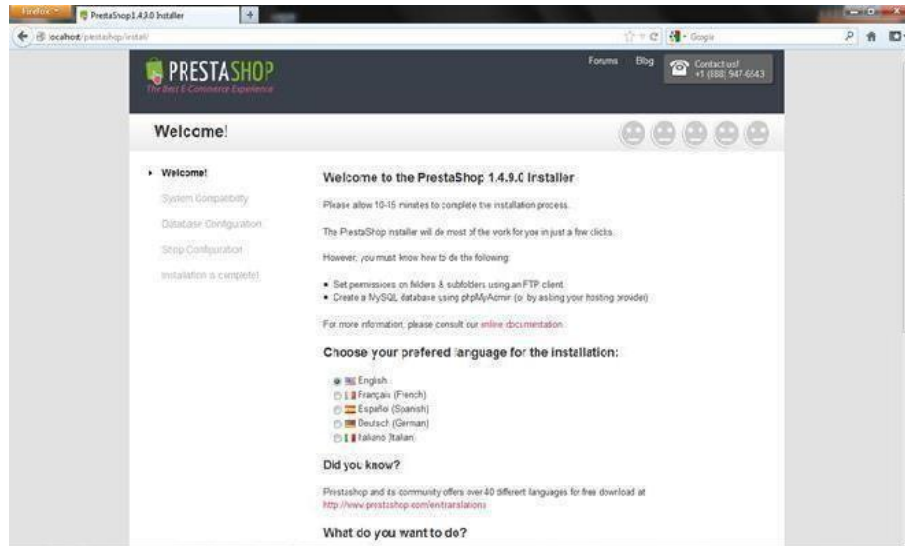 Firefox
PrestaShop 1.4.9.0 Installer
localhost/prestashop/install/
Google
PRESTASHOP
The Best E-Commerce Experience
Forums
Blog
Contact us!
+1 (888) 947-6543
Welcome!
Welcome!
System Compatibility
Database Configuration
Shop Configuration
Installation is complete!
Welcome to the PrestaShop 1.4.9.0 Installer
Please allow 10-15 minutes to complete the installation process.
The PrestaShop installer will do most of the work for you in just a few clicks.
However, you must know how to do the following:
Set permissions on folders & subfolders using an FTP client
Create a MySQL database using phpMyAdmin (or by asking your hosting provider)
For more information, please consult our online documentation.
Choose your prefered language for the installation:
English
Français (French)
Español (Spanish)
Deutsch (German)
Italiano (Italian)
Did you know?
Prestashop and its community offers over 40 different languages for free download at
http://www.prestashop.com/en/translations
What do you want to do?